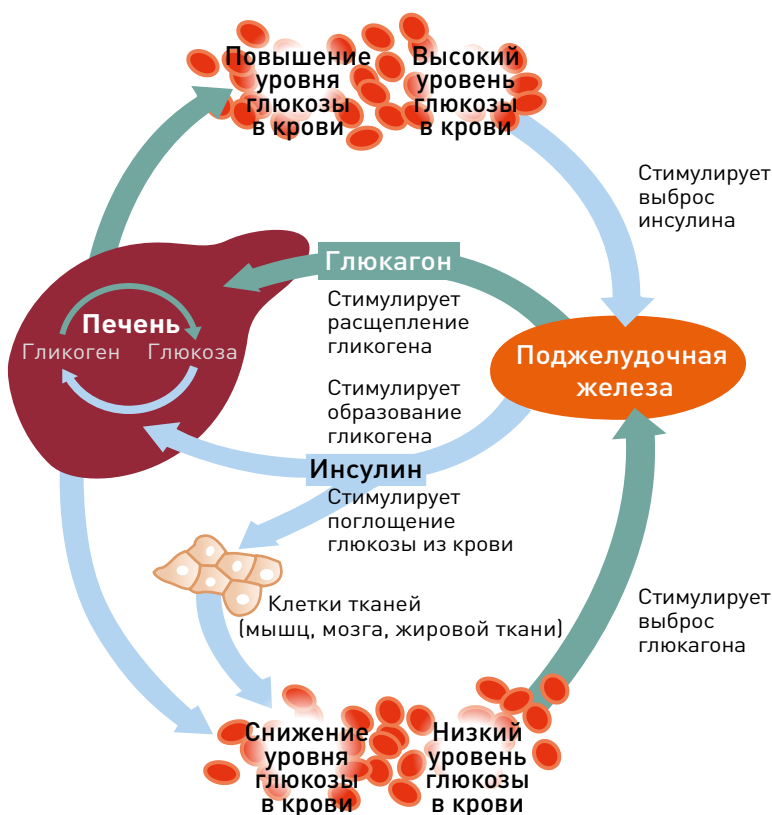 Повышение
уровня
глюкозы
в крови
Высокий
уровень
глюкозы
в крови
Стимулирует
выброс
инсулина
Глюкагон
Стимулирует
расщепление
гликогена
Печень
Гликоген
Глюкоза
Поджелудочная
железа
Стимулирует
образование
гликогена
Инсулин
Стимулирует
поглощение
глюкозы из крови
Клетки тканей
(мышц, мозга, жировой ткани)
Стимулирует
выброс
глюкагона
Снижение
уровня
глюкозы
в крови
Низкий
уровень
глюкозы
в крови